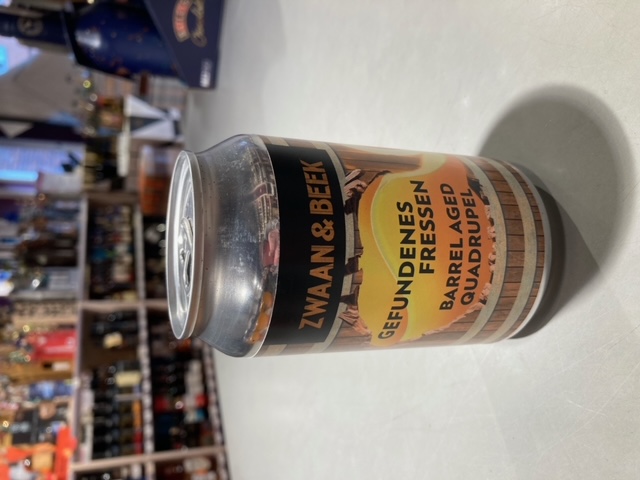 ZWAAN & BEEK
GEFUNDENES
FRESSEN
BARREL AGED
QUADRUPEL